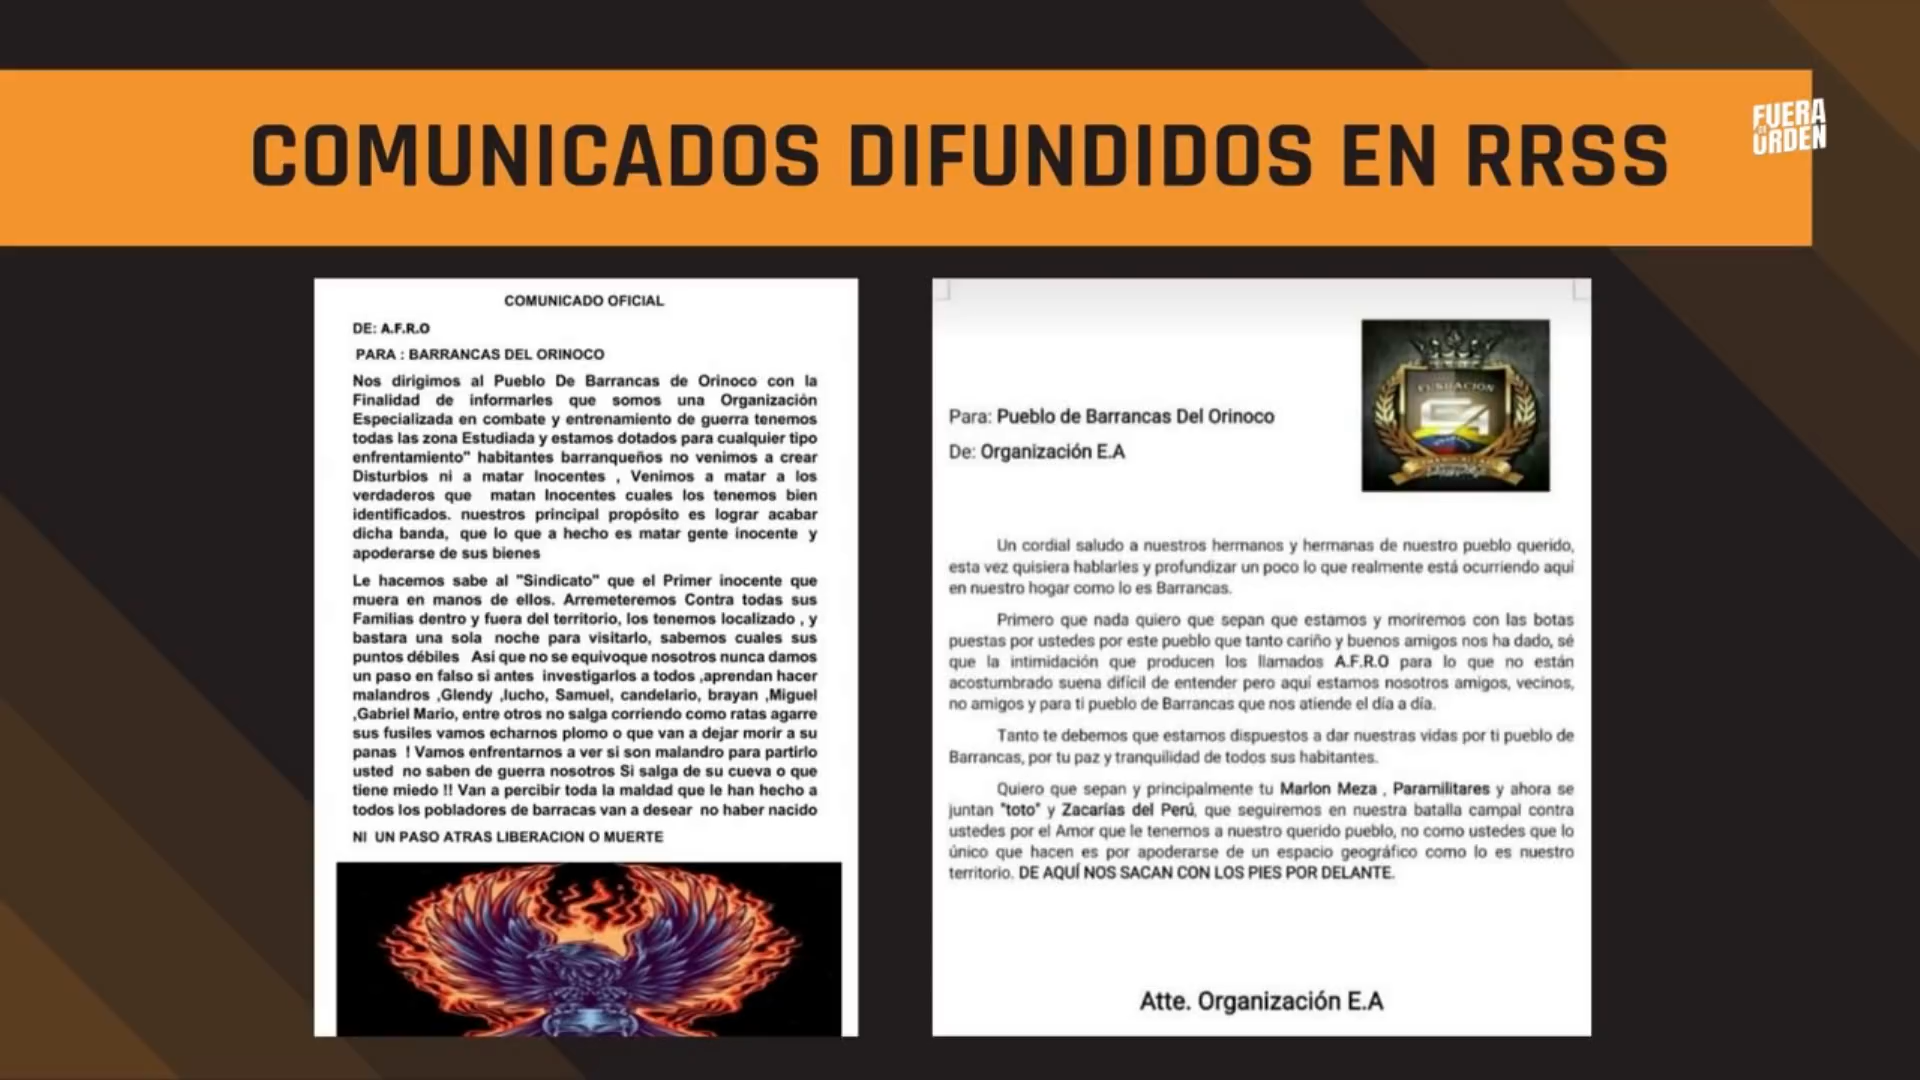 COMUNICADOS DIFUNDIDOS EN RRSS
FUERA
DE
ORDEN
COMUNICADO OFICIAL
DE: A.F.R.O
PARA : BARRANCAS DEL ORINOCO
Nos dirigimos al Pueblo De Barrancas de Orinoco con la
Finalidad de informarles que somos una Organización
Especializada en combate y entrenamiento de guerra tenemos
todas las zona Estudiada y estamos dotados para cualquier tipo
enfrentamiento" habitantes barranqueños no venimos a crear
Disturbios ni a matar Inocentes , Venimos a matar a los
verdaderos que matan Inocentes cuales los tenemos bien
identificados. nuestros principal propósito es lograr acabar
dicha banda, que lo que a hecho es matar gente inocente y
apoderarse de sus bienes
Le hacemos sabe al "Sindicato" que el Primer inocente que
muera en manos de ellos. Arremeteremos Contra todas sus
Familias dentro y fuera del territorio, los tenemos localizado , y
bastara una sola noche para visitarlo, sabemos cuales sus
puntos débiles Asi que no se equivoque nosotros nunca damos
un paso en falso si antes investigarlos a todos ,aprendan hacer
malandros ,Glendy ,lucho, Samuel, candelario, brayan ,Miguel
,Gabriel Mario, entre otros no salga corriendo como ratas agarre
sus fusiles vamos echarnos plomo o que van a dejar morir a su
panas ! Vamos enfrentarnos a ver si son malandro para partirlo
usted no saben de guerra nosotros Si salga de su cueva o que
tiene miedo !! Van a percibir toda la maldad que le han hecho a
todos los pobladores de barracas van a desear no haber nacido
NI UN PASO ATRAS LIBERACION O MUERTE
FUNDACION
Para: Pueblo de Barrancas Del Orinoco
De: Organización E.A
Un cordial saludo a nuestros hermanos y hermanas de nuestro pueblo querido,
esta vez quisiera hablarles y profundizar un poco lo que realmente está ocurriendo aquí
en nuestro hogar como lo es Barrancas.
Primero que nada quiero que sepan que estamos y moriremos con las botas
puestas por ustedes por este pueblo que tanto cariño y buenos amigos nos ha dado, sé
que la intimidación que producen los llamados A.F.R.O para lo que no están
acostumbrado suena difícil de entender pero aquí estamos nosotros amigos, vecinos,
no amigos y para ti pueblo de Barrancas que nos atiende el día a día.
Tanto te debemos que estamos dispuestos a dar nuestras vidas por ti pueblo de
Barrancas, por tu paz y tranquilidad de todos sus habitantes.
Quiero que sepan y principalmente tu Marlon Meza , Paramilitares y ahora se
juntan "toto" y Zacarías del Perú, que seguiremos en nuestra batalla campal contra
ustedes por el Amor que le tenemos a nuestro querido pueblo, no como ustedes que lo
único que hacen es por apoderarse de un espacio geográfico como lo es nuestro
territorio. DE AQUÍ NOS SACAN CON LOS PIES POR DELANTE.
Atte. Organización E.A